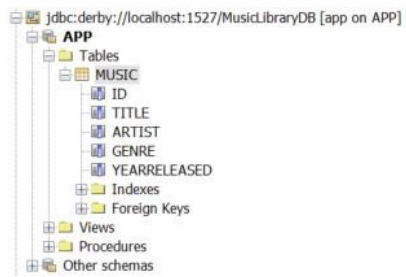 jdbc:derby://localhost:1527/MusicLibraryDB [app on APP]
APP
Tables
MUSIC
ID
TITLE
ARTIST
GENRE
YEARRELEASED
Indexes
Foreign Keys
Views
Procedures
Other schemas